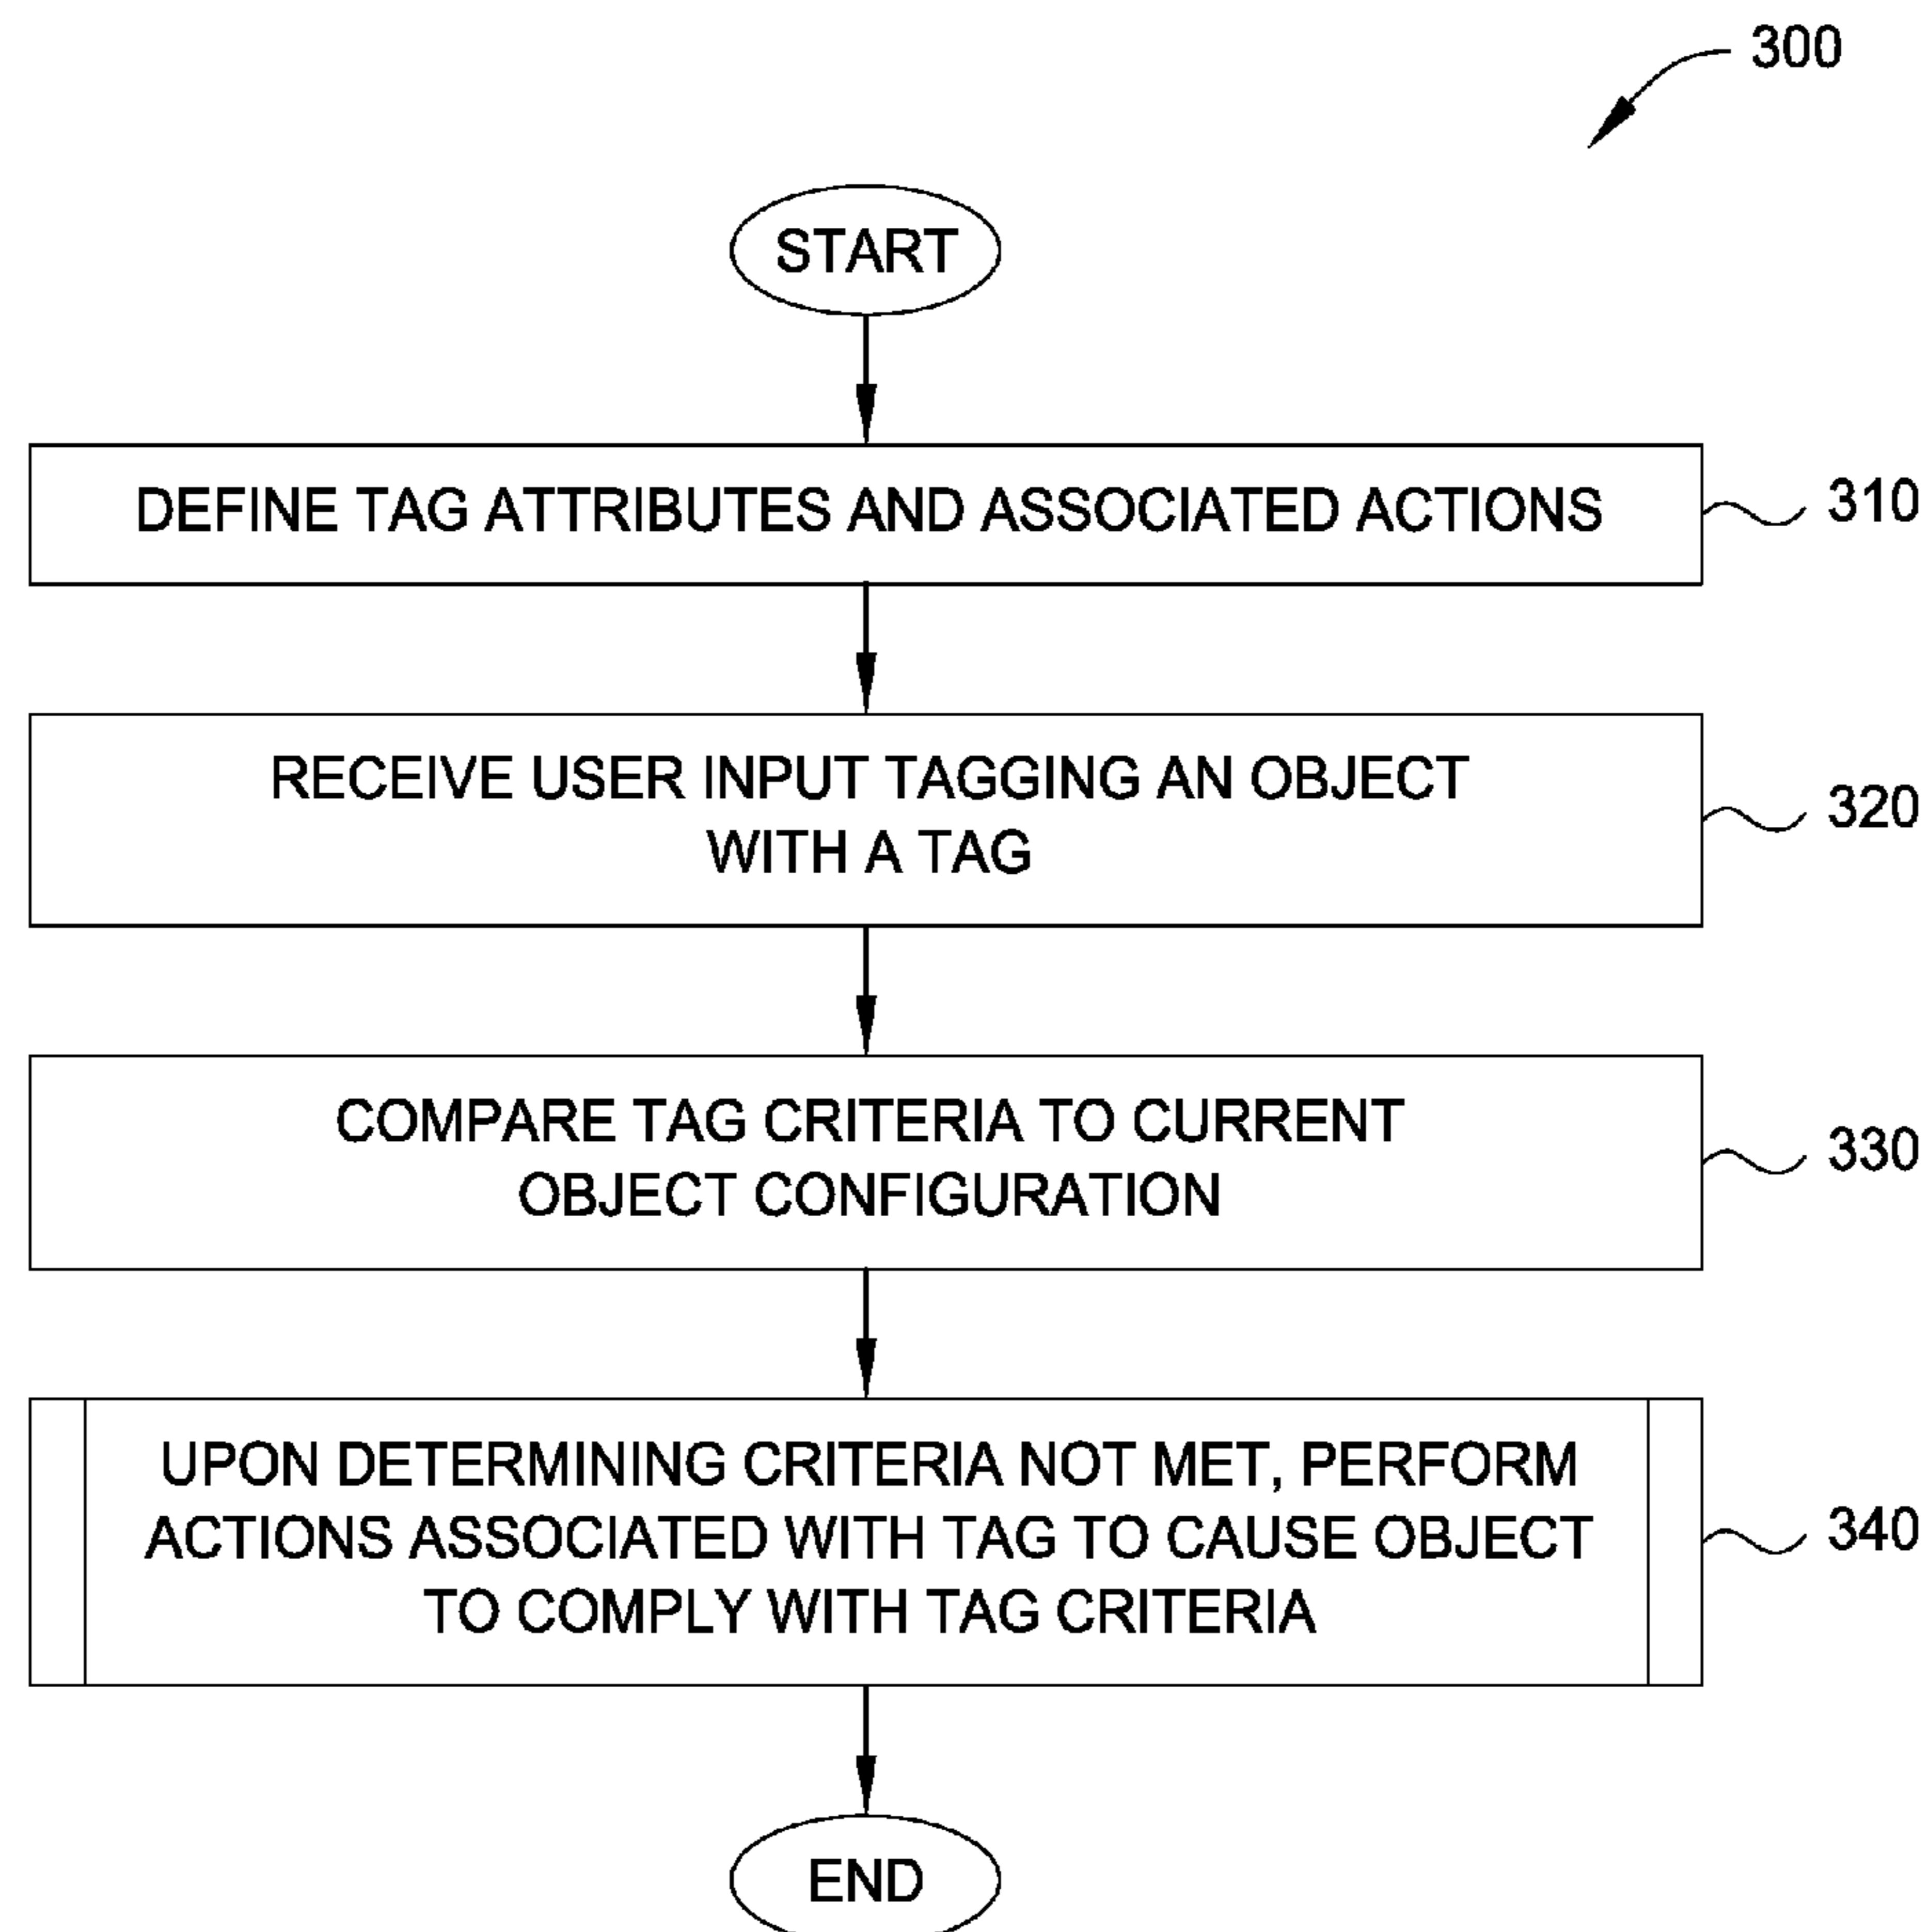 300
START
DEFINE TAG ATTRIBUTES AND ASSOCIATED ACTIONS
310
RECEIVE USER INPUT TAGGING AN OBJECT
WITH A TAG
320
COMPARE TAG CRITERIA TO CURRENT
OBJECT CONFIGURATION
330
UPON DETERMINING CRITERIA NOT MET, PERFORM
ACTIONS ASSOCIATED WITH TAG TO CAUSE OBJECT
TO COMPLY WITH TAG CRITERIA
340
END